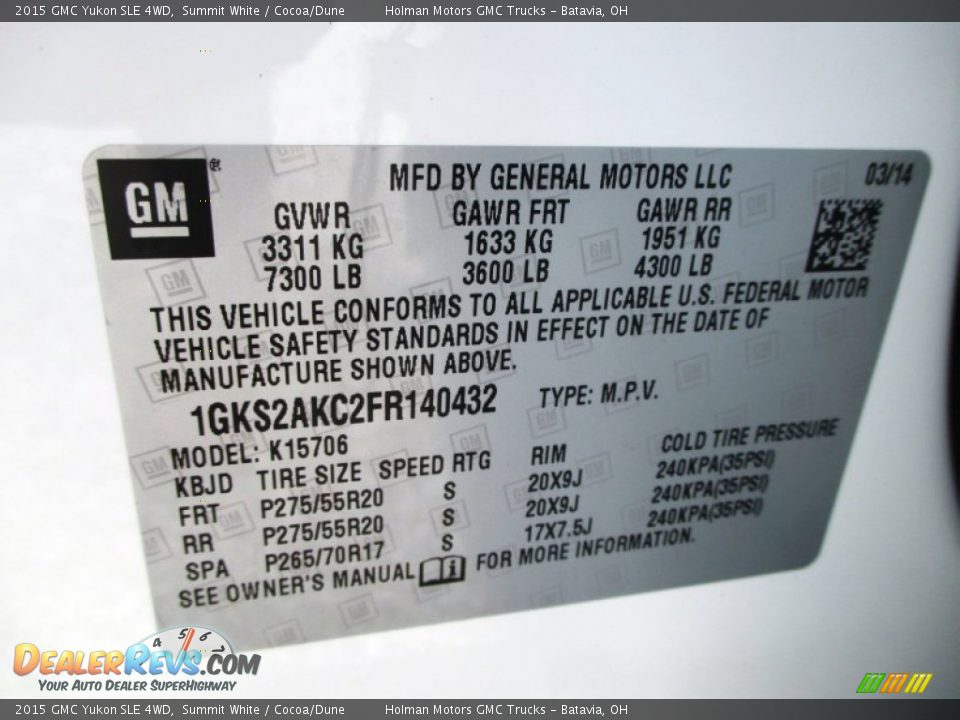 2015 GMC Yukon SLE 4WD, Summit White / Cocoa/Dune Holman Motors GMC Trucks - Batavia, OH
GM ®
MFD BY GENERAL MOTORS LLC 03/14
GVWR GAWR FRT GAWR RR
3311 KG 1633 KG 1951 KG
7300 LB 3600 LB 4300 LB
THIS VEHICLE CONFORMS TO ALL APPLICABLE U.S. FEDERAL MOTOR
VEHICLE SAFETY STANDARDS IN EFFECT ON THE DATE OF
MANUFACTURE SHOWN ABOVE.
1GKS2AKC2FR140432 TYPE: M.P.V.
MODEL: K15706
KBJD TIRE SIZE SPEED RTG RIM COLD TIRE PRESSURE
FRT P275/55R20 S 20X9J 240KPA(35PSI)
RR P275/55R20 S 20X9J 240KPA(35PSI)
SPA P265/70R17 S 17X7.5J 240KPA(35PSI)
SEE OWNER'S MANUAL i FOR MORE INFORMATION.
4 5 6 7
DealerRevs.com
Your Auto Dealer SuperHighway
2015 GMC Yukon SLE 4WD, Summit White / Cocoa/Dune Holman Motors GMC Trucks - Batavia, OH